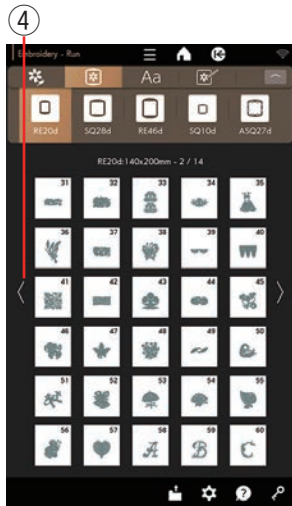 4
Embroidery - Run
Aa
RE20d SQ28d RE46d SQ10d ASQ27d
RE20d:140x200mm - 2 / 14
31 32 33 34 35
36 37 38 39 40
41 42 43 44 45
46 47 48 49 50
51 52 53 54 55
56 57 58 59 60
A B C